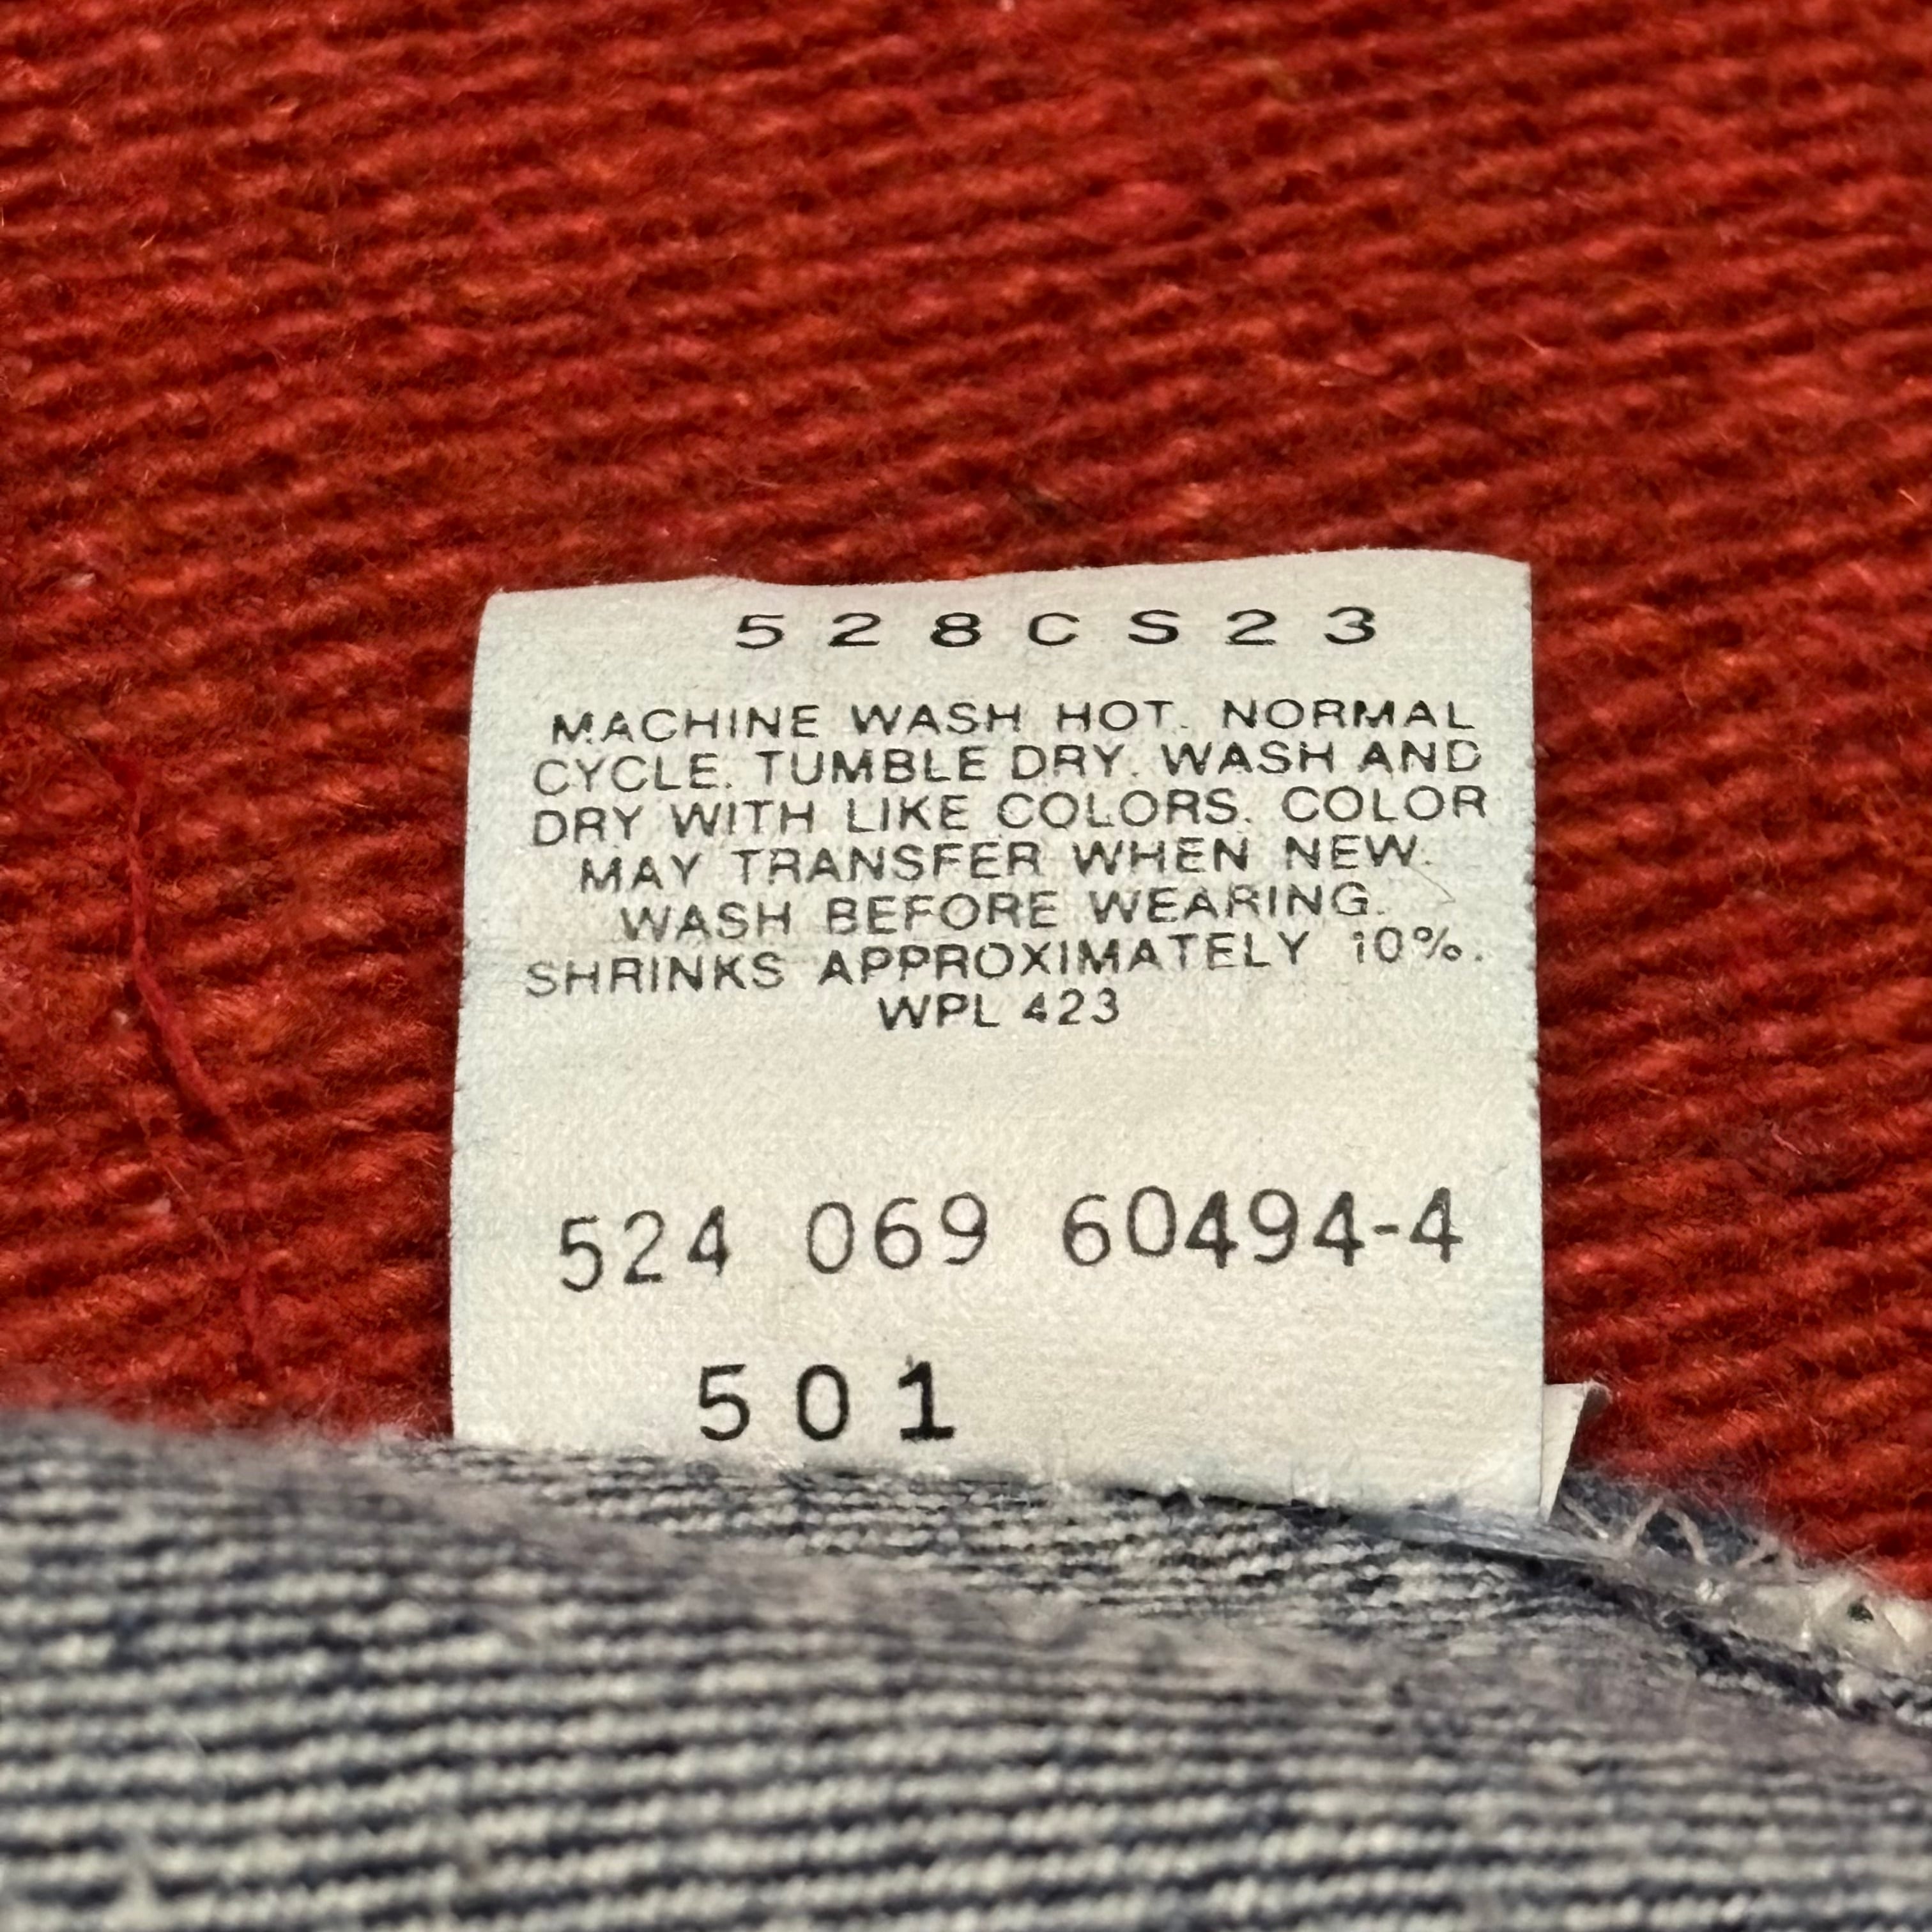 528CS23
MACHINE WASH HOT. NORMAL
CYCLE. TUMBLE DRY. WASH AND
DRY WITH LIKE COLORS. COLOR
MAY TRANSFER WHEN NEW.
WASH BEFORE WEARING.
SHRINKS APPROXIMATELY 10%.
WPL 423
524 069 60494-4
501